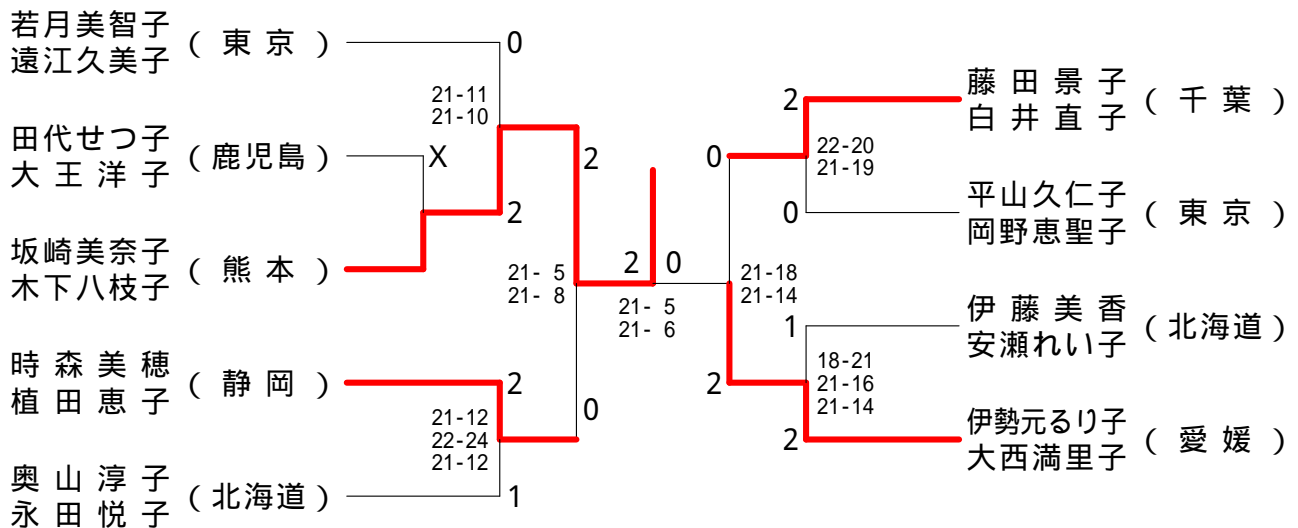 若月美智子
遠江久美子
( 東 京 )
0
21-11
21-10
田代せつ子
大 王 洋 子
(鹿児島)
X
2
2
坂崎美奈子
木下八枝子
( 熊 本 )
21- 5
21- 8
2
0
21- 5
21- 6
時 森 美 穂
植 田 恵 子
( 静 岡 )
2
0
21-12
22-24
21-12
奥 山 淳 子
永 田 悦 子
(北海道)
1
藤 田 景 子
白 井 直 子
( 千 葉 )
2
0
22-20
21-19
平山久仁子
岡野恵聖子
( 東 京 )
0
21-18
21-14
伊 藤 美 香
安瀬れい子
(北海道)
1
18-21
21-16
21-14
2
伊勢元るり子
大西満里子
( 愛 媛 )
2